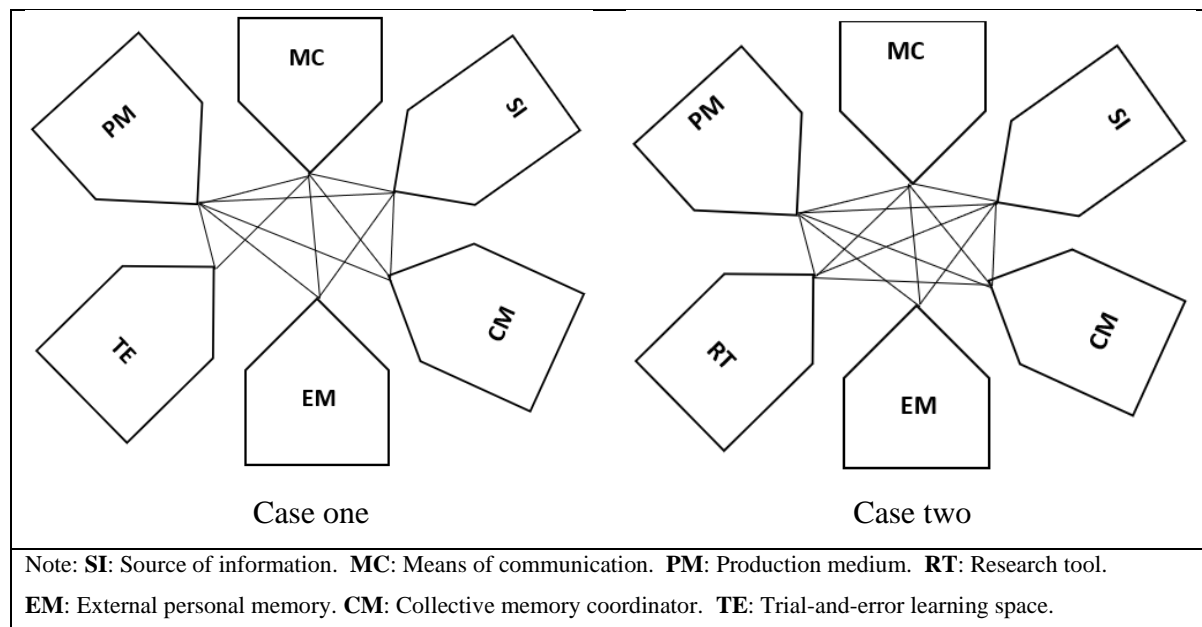 MC
SI
PM
TE
EM
CM
Case one
MC
SI
PM
RT
EM
CM
Case two
Note: SI: Source of information. MC: Means of communication. PM: Production medium. RT: Research tool.
EM: External personal memory. CM: Collective memory coordinator. TE: Trial-and-error learning space.